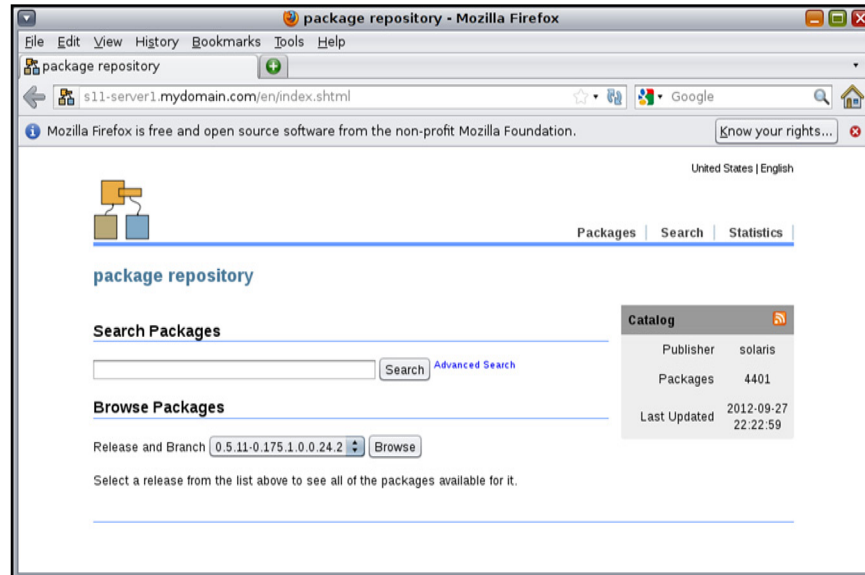 package repository - Mozilla Firefox
File Edit View History Bookmarks Tools Help
package repository
s11-server1.mydomain.com/en/index.shtml
Google
Mozilla Firefox is free and open source software from the non-profit Mozilla Foundation.
Know your rights...
United States | English
Packages | Search | Statistics
package repository
Search Packages
Search
Advanced Search
Browse Packages
Release and Branch 0.5.11-0.175.1.0.0.24.2 Browse
Select a release from the list above to see all of the packages available for it.
Catalog
Publisher solaris
Packages 4401
Last Updated 2012-09-27
22:22:59